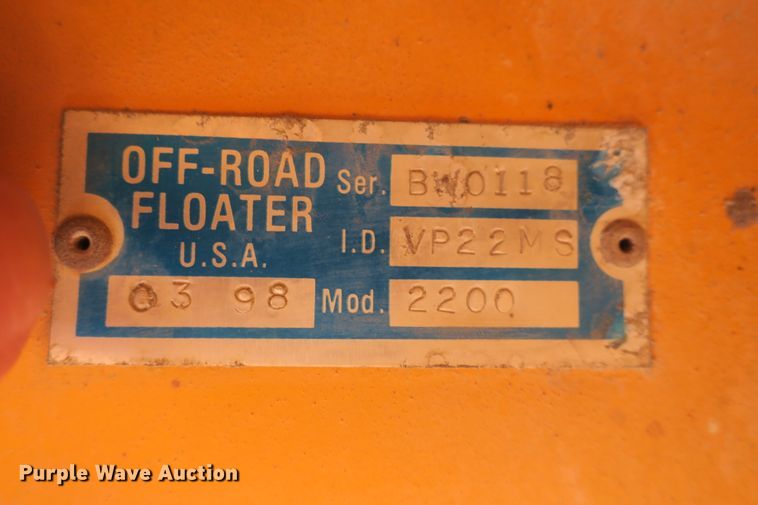 OFF-ROAD
FLOATER
U.S.A.
03 98
Ser. BW0118
I.D. VP22MS
Mod. 2200
Purple Wave Auction